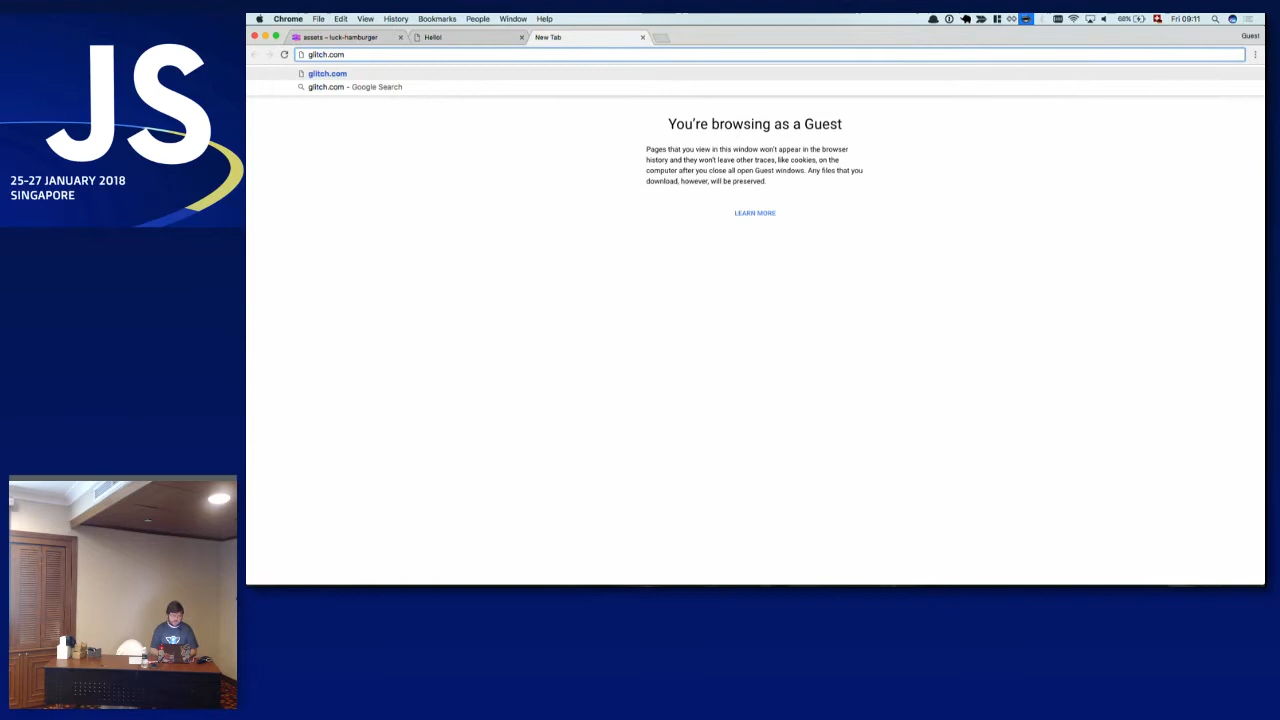 JS
25-27 JANUARY 2018
SINGAPORE
Chrome File Edit View History Bookmarks People Window Help
68% Fri 09:11
assets – luck-hamburger
Hello!
New Tab
Guest
glitch.com
glitch.com
glitch.com - Google Search
You're browsing as a Guest
Pages that you view in this window won't appear in the browser
history and they won't leave other traces, like cookies, on the
computer after you close all open Guest windows. Any files that you
download, however, will be preserved.
LEARN MORE